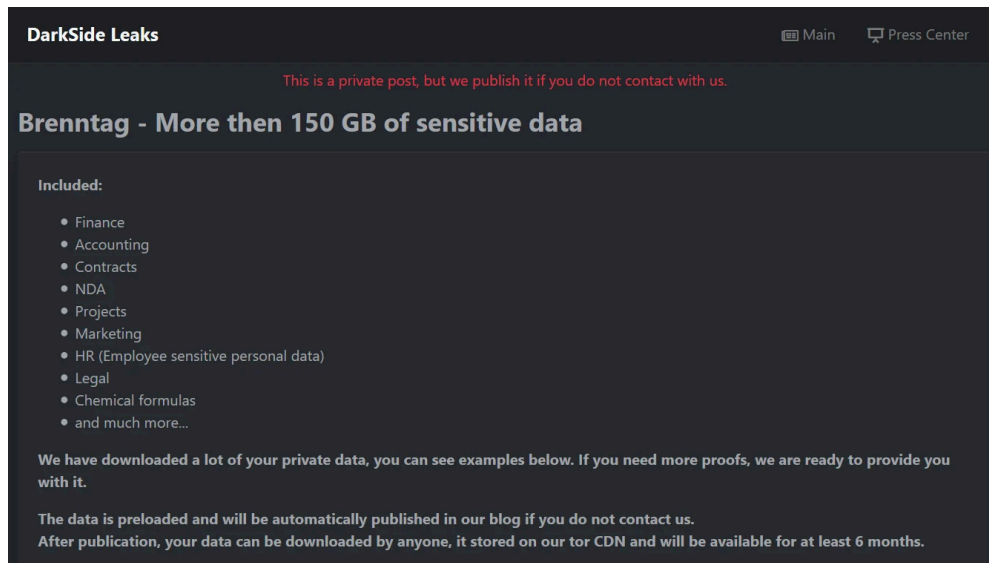 DarkSide Leaks
Main
Press Center
This is a private post, but we publish it if you do not contact with us.
Brenntag - More then 150 GB of sensitive data
Included:
Finance
Accounting
Contracts
NDA
Projects
Marketing
HR (Employee sensitive personal data)
Legal
Chemical formulas
and much more...
We have downloaded a lot of your private data, you can see examples below. If you need more proofs, we are ready to provide you
with it.
The data is preloaded and will be automatically published in our blog if you do not contact us.
After publication, your data can be downloaded by anyone, it stored on our tor CDN and will be available for at least 6 months.